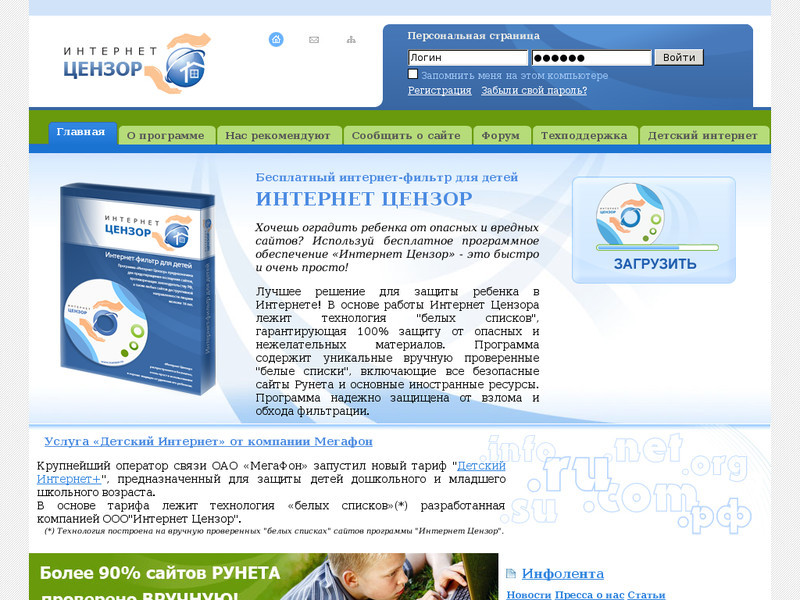 ИНТЕРНЕТ
ЦЕНЗОР
Персональная страница
Логин
Войти
Запомнить меня на этом компьютере
Регистрация Забыли свой пароль?
Главная
О программе
Нас рекомендуют
Сообщить о сайте
Форум
Техподдержка
Детский интернет
ИНТЕРНЕТ
ЦЕНЗОР
Интернет-фильтр для детей
Бесплатный интернет-фильтр для детей
ИНТЕРНЕТ ЦЕНЗОР
Хочешь оградить ребенка от опасных и вредных
сайтов? Используй бесплатное программное
обеспечение «Интернет Цензор» - это быстро
и очень просто!
Лучшее решение для защиты ребенка в
Интернете! В основе работы Интернет Цензора
лежит технология "белых списков",
гарантирующая 100% защиту от опасных и
нежелательных материалов. Программа
содержит уникальные вручную проверенные
"белые списки", включающие все безопасные
сайты Рунета и основные иностранные ресурсы.
Программа надежно защищена от взлома и
обхода фильтрации.
ЦЕНЗОР
ЗАГРУЗИТЬ
Услуга «Детский Интернет» от компании Мегафон
Крупнейший оператор связи ОАО «МегаФон» запустил новый тариф "Детский
Интернет+", предназначенный для защиты детей дошкольного и младшего
школьного возраста.
В основе тарифа лежит технология «белых списков»(*) разработанная
компанией ООО"Интернет Цензор".
(*) Технология построена на вручную проверенных "белых списках" сайтов программы "Интернет Цензор".
.info
.net
.ru
.org
.su
.com
.рф
Более 90% сайтов РУНЕТА
проверено ВРУЧНУЮ!
Инфолента
Новости Пресса о нас Статьи